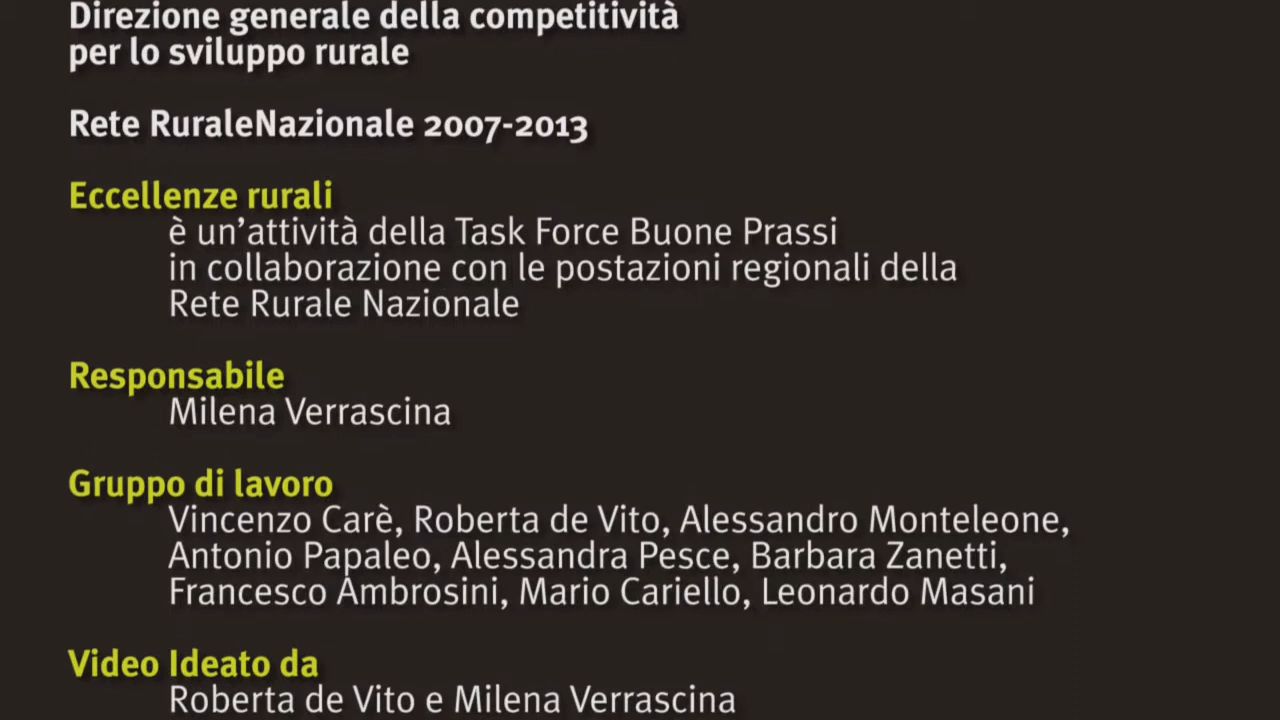 Direzione generale della competitività
per lo sviluppo rurale
Rete RuraleNazionale 2007-2013
Eccellenze rurali
è un’attività della Task Force Buone Prassi
in collaborazione con le postazioni regionali della
Rete Rurale Nazionale
Responsabile
Milena Verrascina
Gruppo di lavoro
Vincenzo Carè, Roberta de Vito, Alessandro Monteleone,
Antonio Papaleo, Alessandra Pesce, Barbara Zanetti,
Francesco Ambrosini, Mario Cariello, Leonardo Masani
Video Ideato da
Roberta de Vito e Milena Verrascina